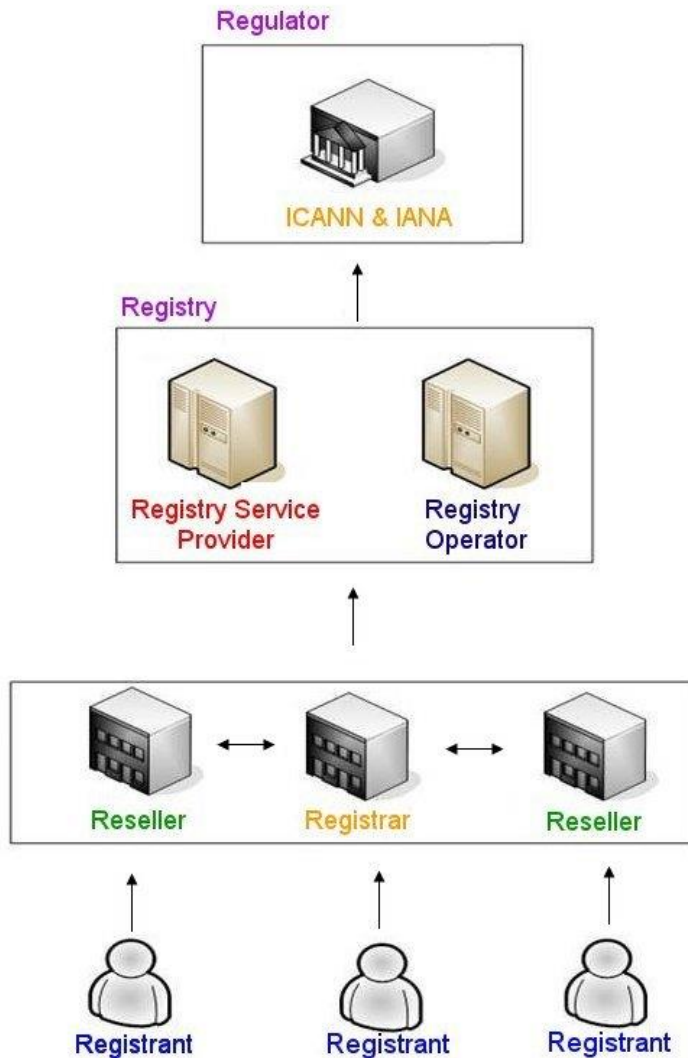 Regulator
ICANN & IANA
Registry
Registry Service
Provider
Registry
Operator
Reseller
Registrar
Reseller
Registrant
Registrant
Registrant